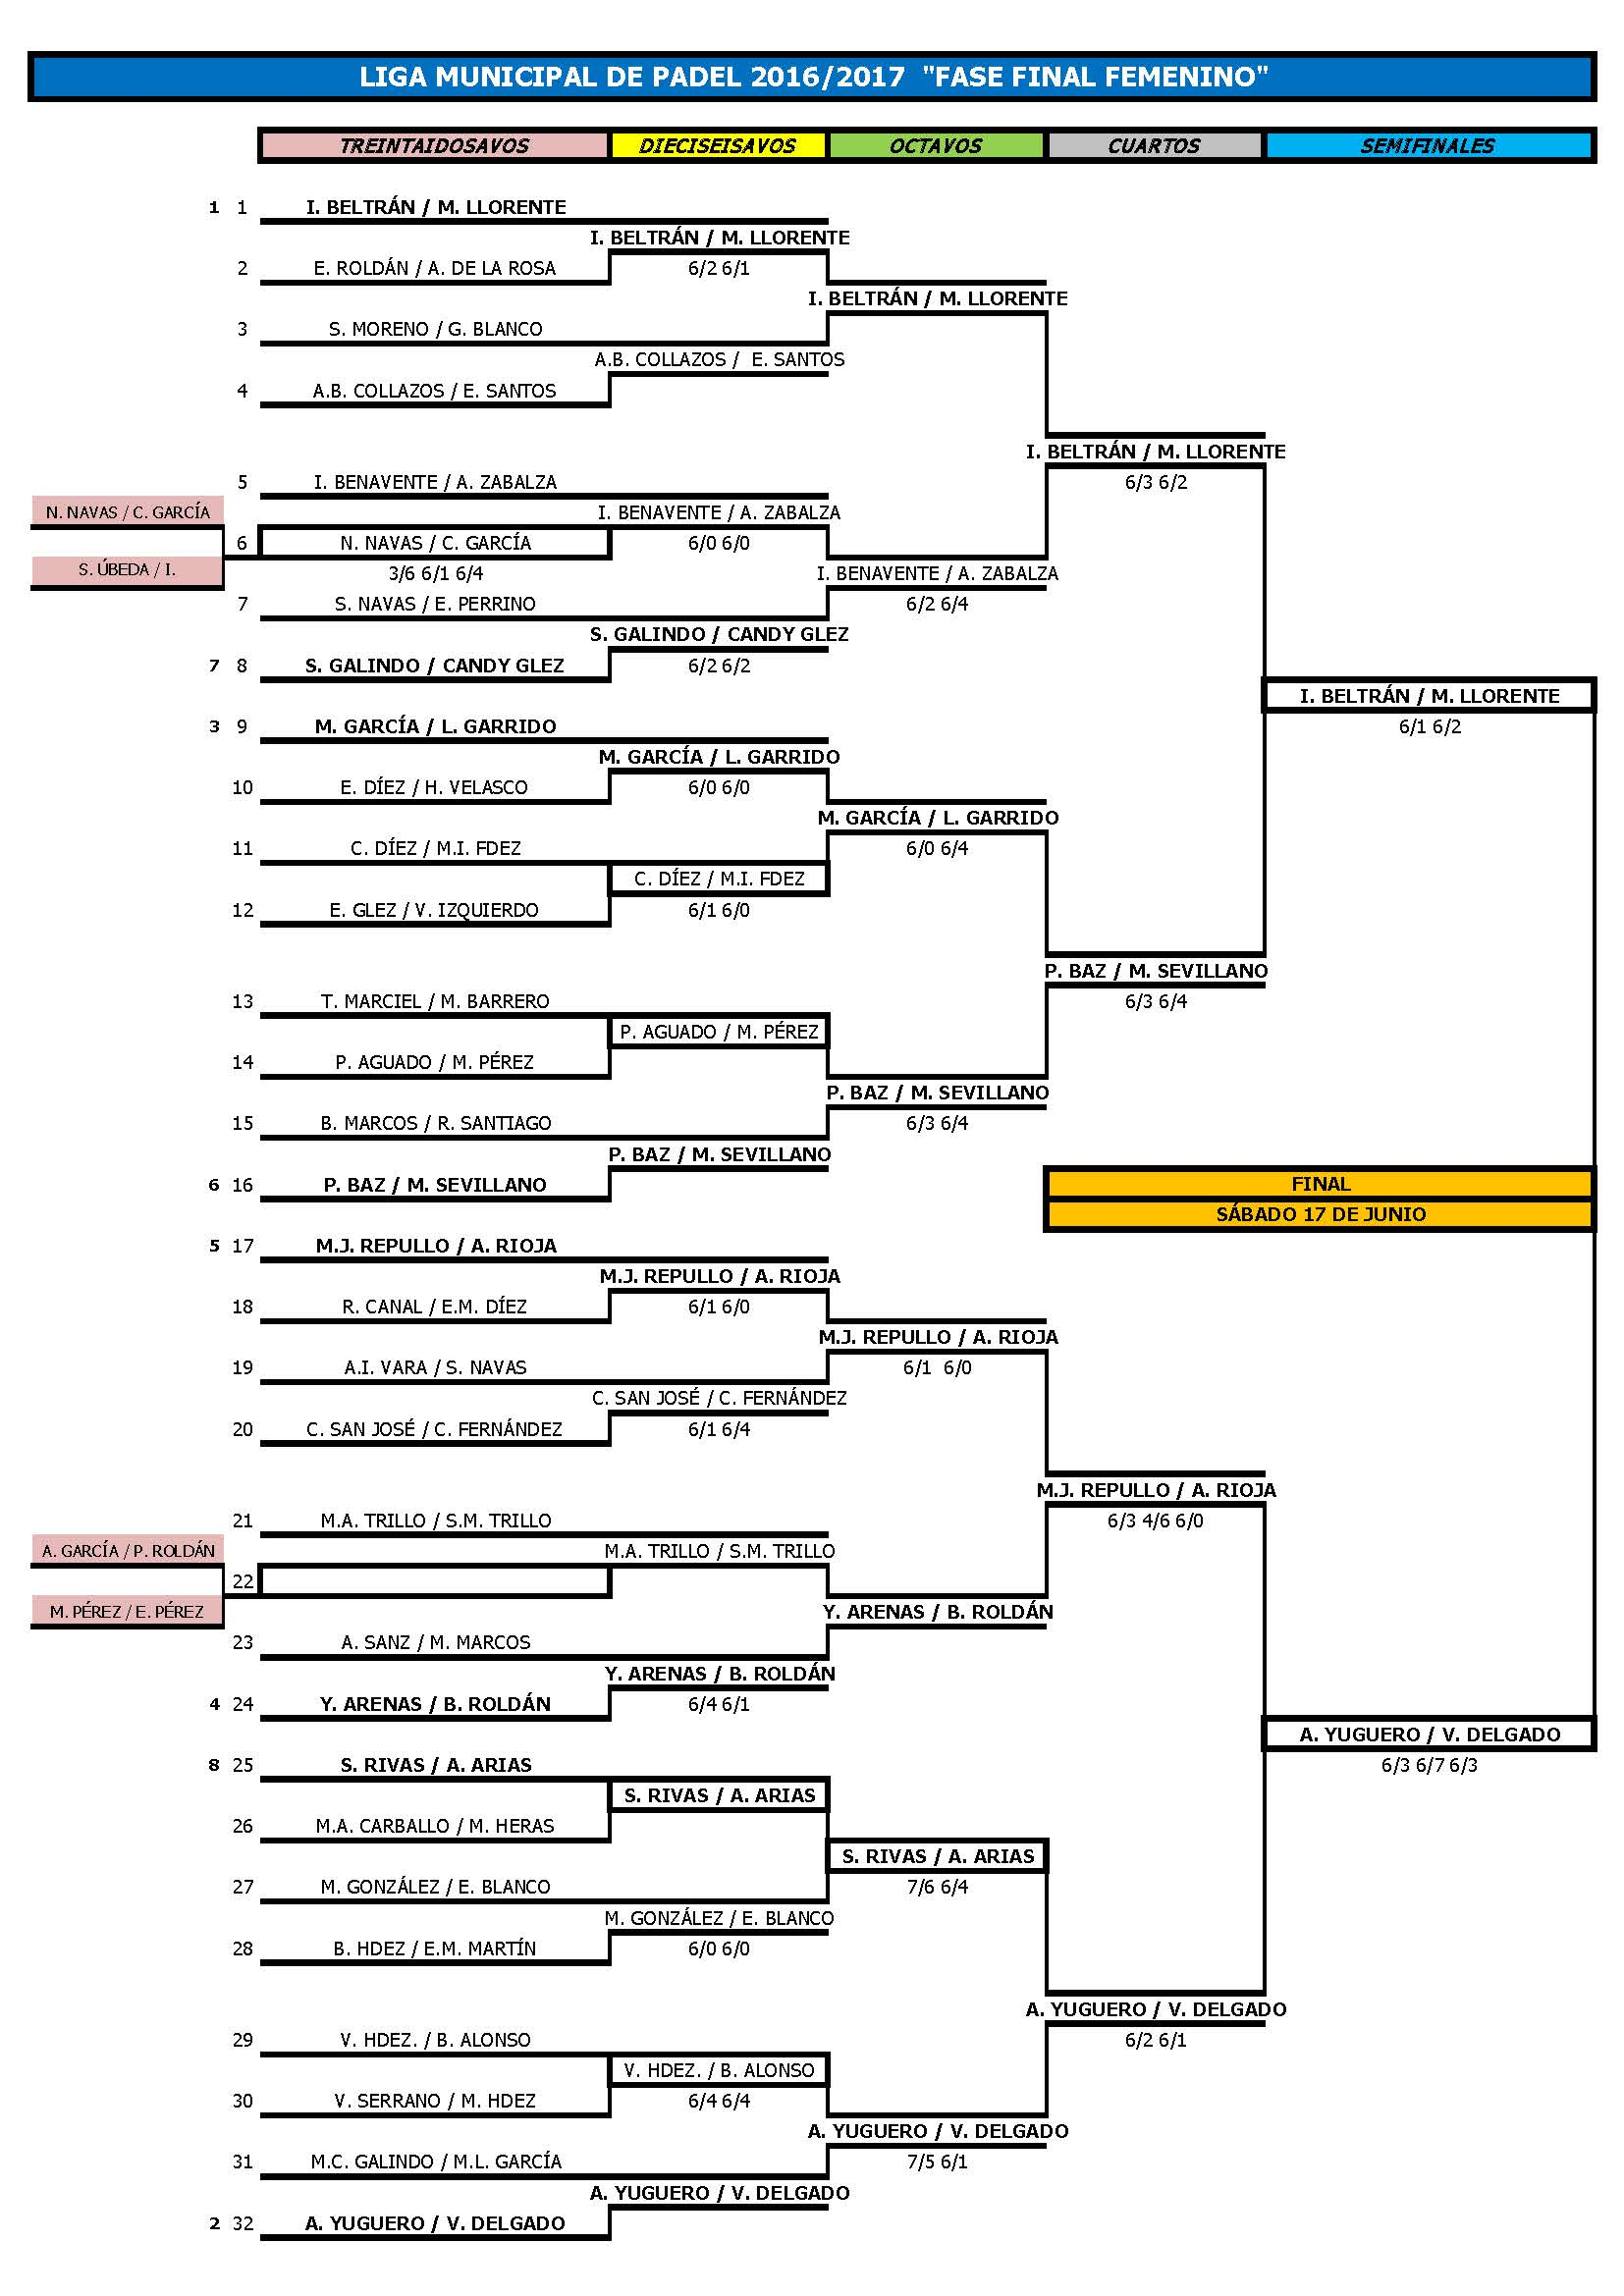 LIGA MUNICIPAL DE PADEL 2016/2017 "FASE FINAL FEMENINO"
TREINTAIDOSAVOS DIECISEISAVOS OCTAVOS CUARTOS SEMIFINALES
1 1 I. BELTRÁN / M. LLORENTE
I. BELTRÁN / M. LLORENTE
2 E. ROLDÁN / A. DE LA ROSA 6/2 6/1
I. BELTRÁN / M. LLORENTE
3 S. MORENO / G. BLANCO
A.B. COLLAZOS / E. SANTOS
4 A.B. COLLAZOS / E. SANTOS
I. BELTRÁN / M. LLORENTE
5 I. BENAVENTE / A. ZABALZA 6/3 6/2
N. NAVAS / C. GARCÍA I. BENAVENTE / A. ZABALZA
6 N. NAVAS / C. GARCÍA 6/0 6/0
S. ÚBEDA / I. 3/6 6/1 6/4 I. BENAVENTE / A. ZABALZA
7 S. NAVAS / E. PERRINO 6/2 6/4
S. GALINDO / CANDY GLEZ
7 8 S. GALINDO / CANDY GLEZ 6/2 6/2
I. BELTRÁN / M. LLORENTE
3 9 M. GARCÍA / L. GARRIDO 6/1 6/2
M. GARCÍA / L. GARRIDO
10 E. DÍEZ / H. VELASCO 6/0 6/0
M. GARCÍA / L. GARRIDO
11 C. DÍEZ / M.I. FDEZ 6/0 6/4
C. DÍEZ / M.I. FDEZ
12 E. GLEZ / V. IZQUIERDO 6/1 6/0
P. BAZ / M. SEVILLANO
13 T. MARCIEL / M. BARRERO 6/3 6/4
P. AGUADO / M. PÉREZ
14 P. AGUADO / M. PÉREZ
P. BAZ / M. SEVILLANO
15 B. MARCOS / R. SANTIAGO 6/3 6/4
P. BAZ / M. SEVILLANO
6 16 P. BAZ / M. SEVILLANO FINAL
SÁBADO 17 DE JUNIO
5 17 M.J. REPULLO / A. RIOJA
M.J. REPULLO / A. RIOJA
18 R. CANAL / E.M. DÍEZ 6/1 6/0
M.J. REPULLO / A. RIOJA
19 A.I. VARA / S. NAVAS 6/1 6/0
C. SAN JOSÉ / C. FERNÁNDEZ
20 C. SAN JOSÉ / C. FERNÁNDEZ 6/1 6/4
M.J. REPULLO / A. RIOJA
21 M.A. TRILLO / S.M. TRILLO 6/3 4/6 6/0
A. GARCÍA / P. ROLDÁN M.A. TRILLO / S.M. TRILLO
22
M. PÉREZ / E. PÉREZ Y. ARENAS / B. ROLDÁN
23 A. SANZ / M. MARCOS
Y. ARENAS / B. ROLDÁN
4 24 Y. ARENAS / B. ROLDÁN 6/4 6/1
A. YUGUERO / V. DELGADO
8 25 S. RIVAS / A. ARIAS 6/3 6/7 6/3
S. RIVAS / A. ARIAS
26 M.A. CARBALLO / M. HERAS
S. RIVAS / A. ARIAS
27 M. GONZÁLEZ / E. BLANCO 7/6 6/4
M. GONZÁLEZ / E. BLANCO
28 B. HDEZ / E.M. MARTÍN 6/0 6/0
A. YUGUERO / V. DELGADO
29 V. HDEZ. / B. ALONSO 6/2 6/1
V. HDEZ. / B. ALONSO
30 V. SERRANO / M. HDEZ 6/4 6/4
A. YUGUERO / V. DELGADO
31 M.C. GALINDO / M.L. GARCÍA 7/5 6/1
A. YUGUERO / V. DELGADO
2 32 A. YUGUERO / V. DELGADO